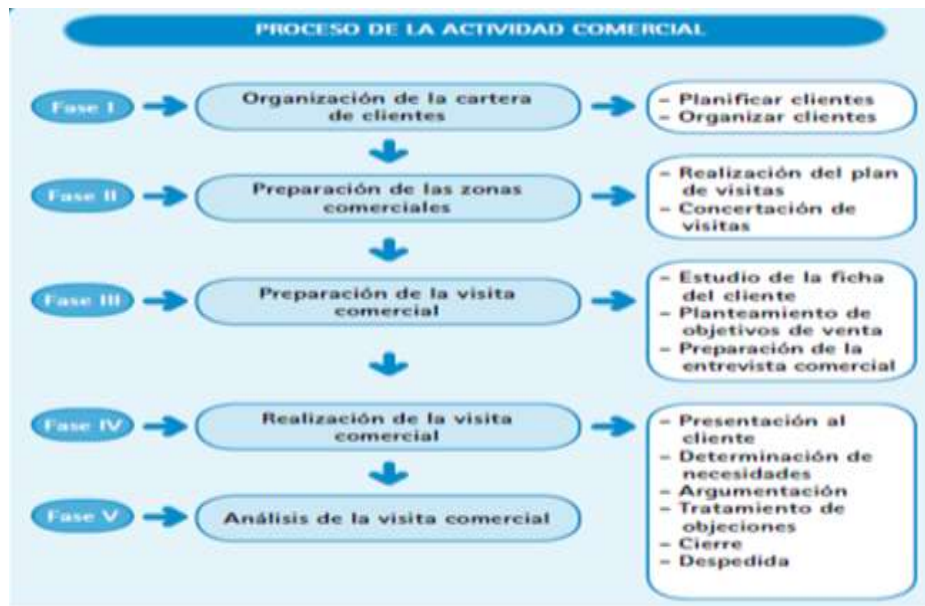 PROCESO DE LA ACTIVIDAD COMERCIAL
Fase I
Organización de la cartera
de clientes
– Planificar clientes
– Organizar clientes
Fase II
Preparación de las zonas
comerciales
– Realización del plan
de visitas
– Concertación de
visitas
Fase III
Preparación de la visita
comercial
– Estudio de la ficha
del cliente
– Planteamiento de
objetivos de venta
– Preparación de la
entrevista comercial
Fase IV
Realización de la visita
comercial
– Presentación al
cliente
– Determinación de
necesidades
– Argumentación
– Tratamiento de
objeciones
– Cierre
– Despedida
Fase V
Análisis de la visita comercial